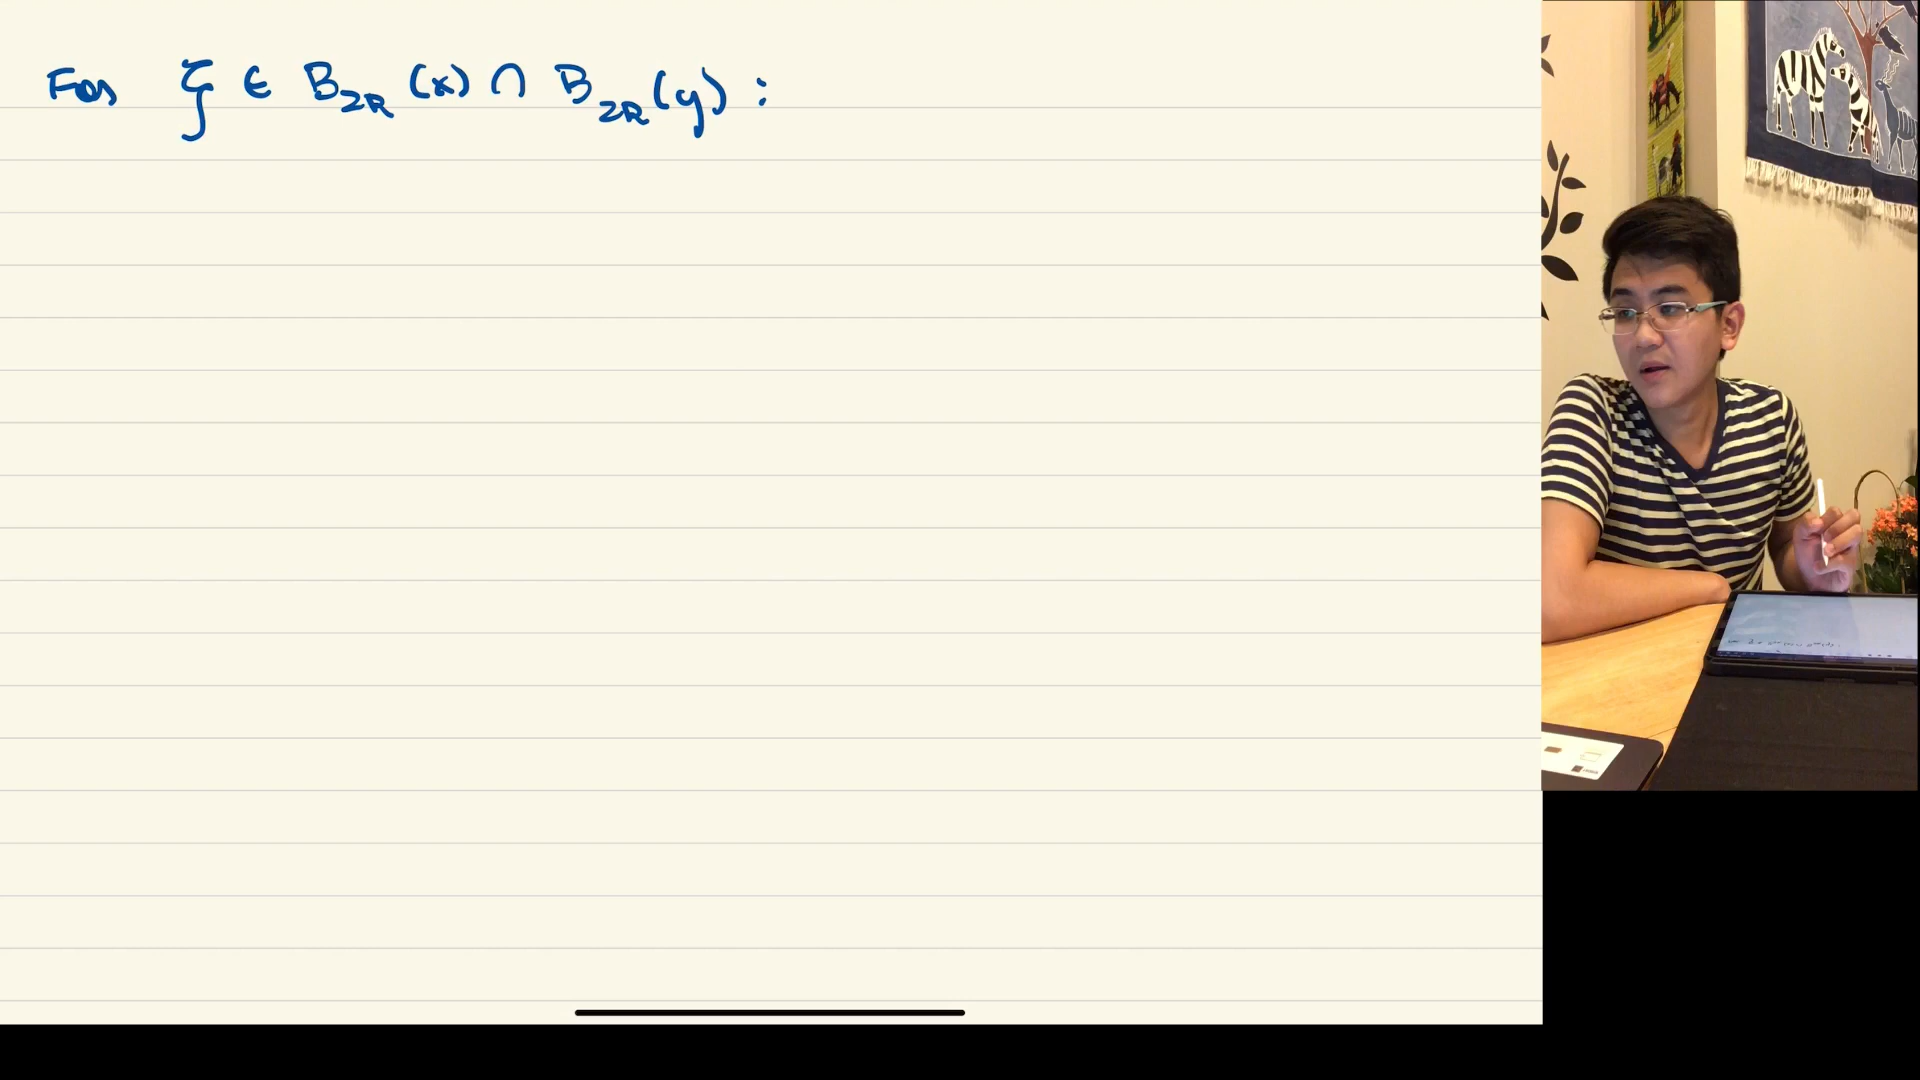 For ξ ∈ B_{2R}(x) ∩ B_{2R}(y) :